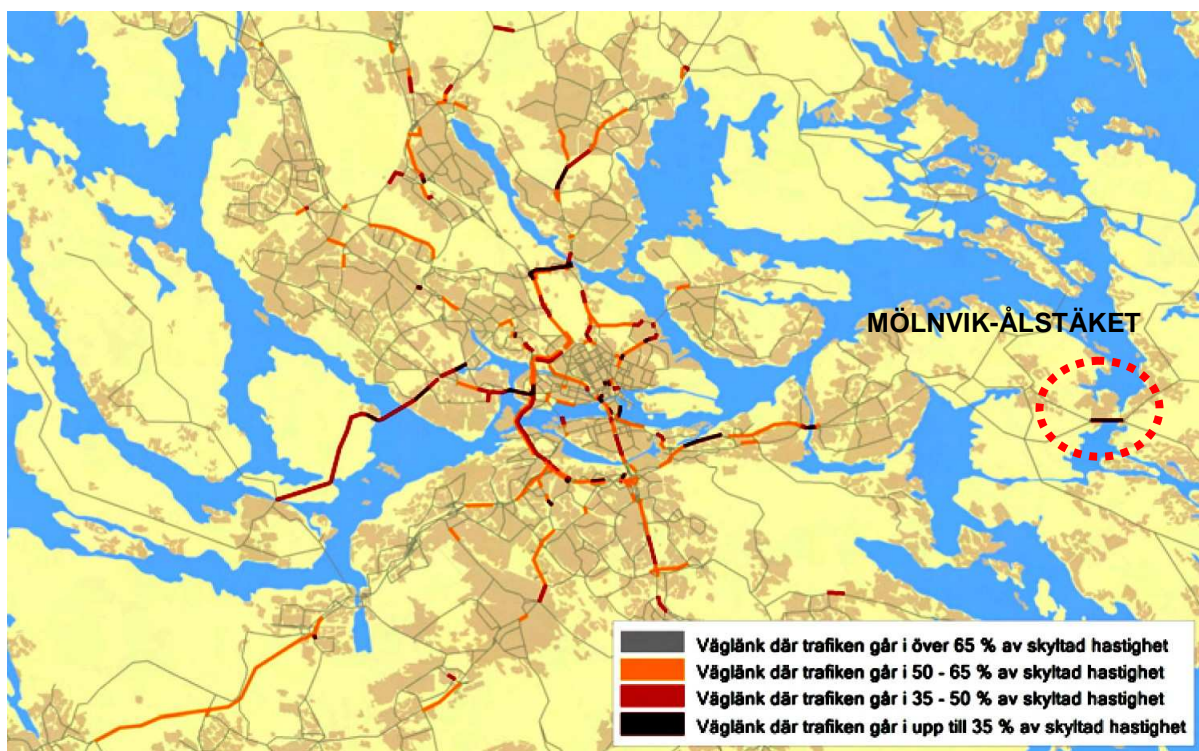 MÖLNVIK-ÅLSTÄKET
Väglänk där trafiken går i över 65 % av skyltad hastighet
Väglänk där trafiken går i 50 - 65 % av skyltad hastighet
Väglänk där trafiken går i 35 - 50 % av skyltad hastighet
Väglänk där trafiken går i upp till 35 % av skyltad hastighet